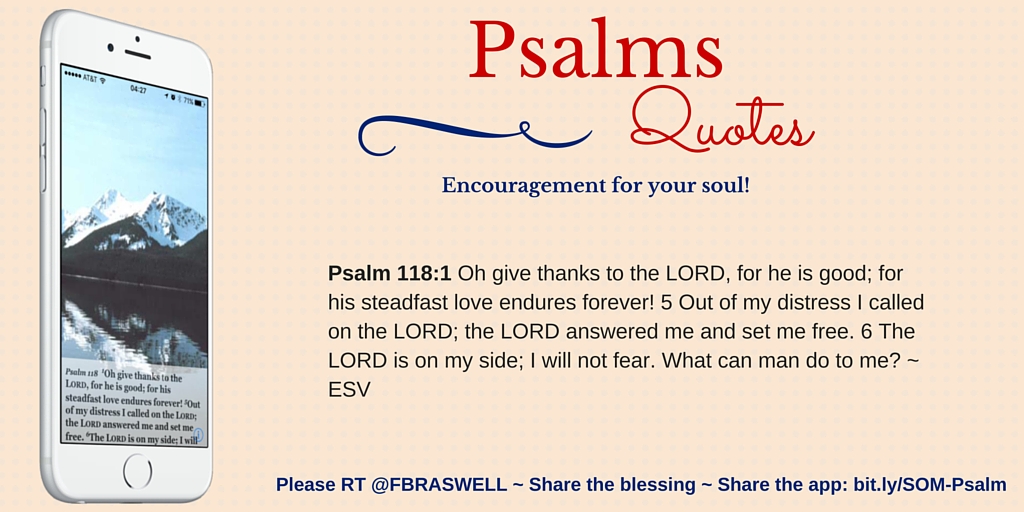 AT&T
04:27
71%
Psalm 118 ¹Oh give thanks to the
LORD, for he is good; for his
steadfast love endures forever! ⁵Out
of my distress I called on the LORD;
the LORD answered me and set me
free. ⁶The LORD is on my side; I will
Psalms
Quotes
Encouragement for your soul!
Psalm 118:1 Oh give thanks to the LORD, for he is good; for
his steadfast love endures forever! 5 Out of my distress I called
on the LORD; the LORD answered me and set me free. 6 The
LORD is on my side; I will not fear. What can man do to me? ~
ESV
Please RT @FBRASWELL ~ Share the blessing ~ Share the app: bit.ly/SOM-Psalm